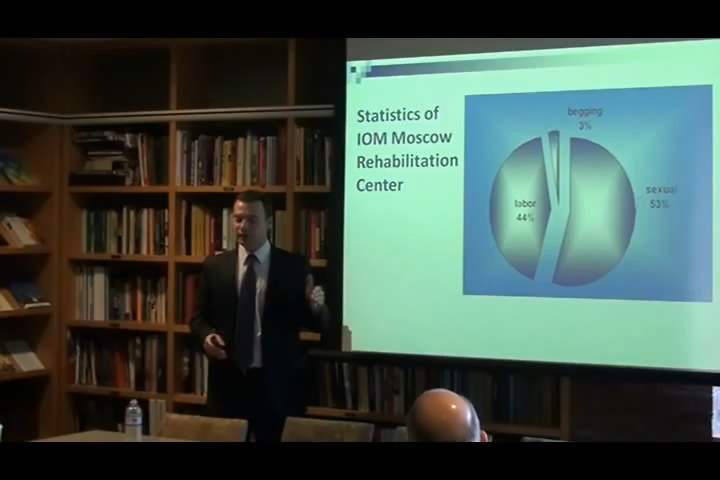 Statistics of
IOM Moscow
Rehabilitation
Center
begging
3%
labor
44%
sexual
53%